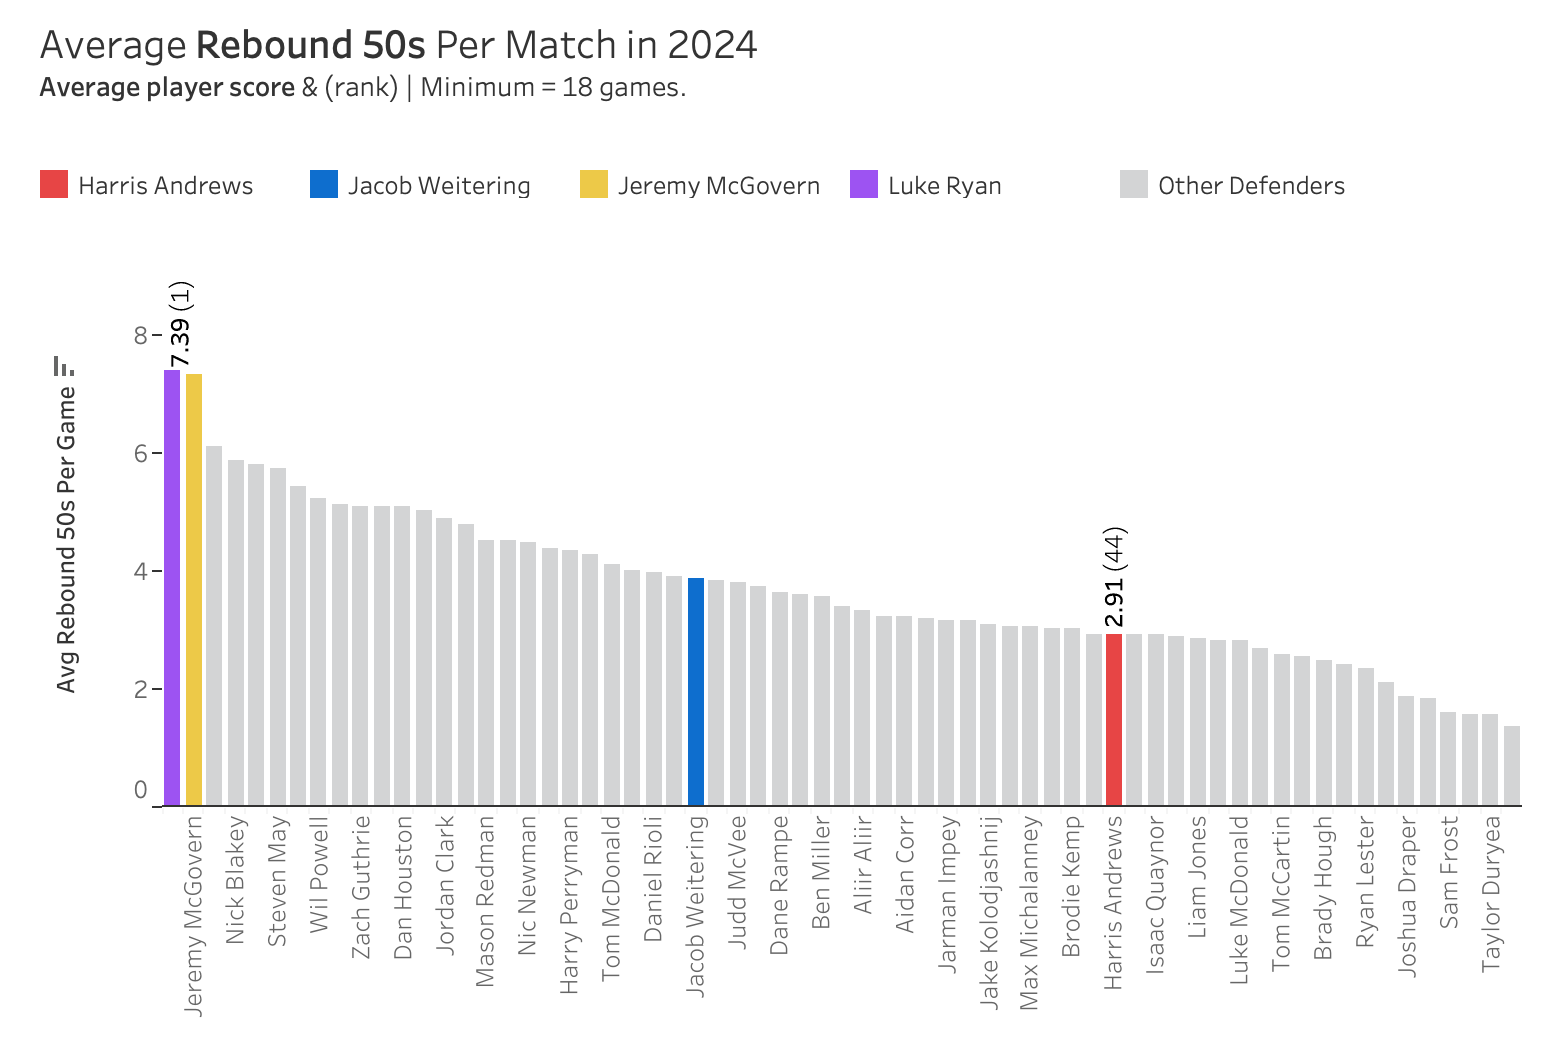 Average Rebound 50s Per Match in 2024
Average player score & (rank) | Minimum = 18 games.
Harris Andrews
Jacob Weitering
Jeremy McGovern
Luke Ryan
Other Defenders
Avg Rebound 50s Per Game
8
6
4
2
0
7.39 (1)
2.91 (44)
Jeremy McGovern
Nick Blakey
Steven May
Wil Powell
Zach Guthrie
Dan Houston
Jordan Clark
Mason Redman
Nic Newman
Harry Perryman
Tom McDonald
Daniel Rioli
Jacob Weitering
Judd McVee
Dane Rampe
Ben Miller
Aliir Aliir
Aidan Corr
Jarman Impey
Jake Kolodjashnij
Max Michalanney
Brodie Kemp
Harris Andrews
Isaac Quaynor
Liam Jones
Luke McDonald
Tom McCartin
Brady Hough
Ryan Lester
Joshua Draper
Sam Frost
Taylor Duryea